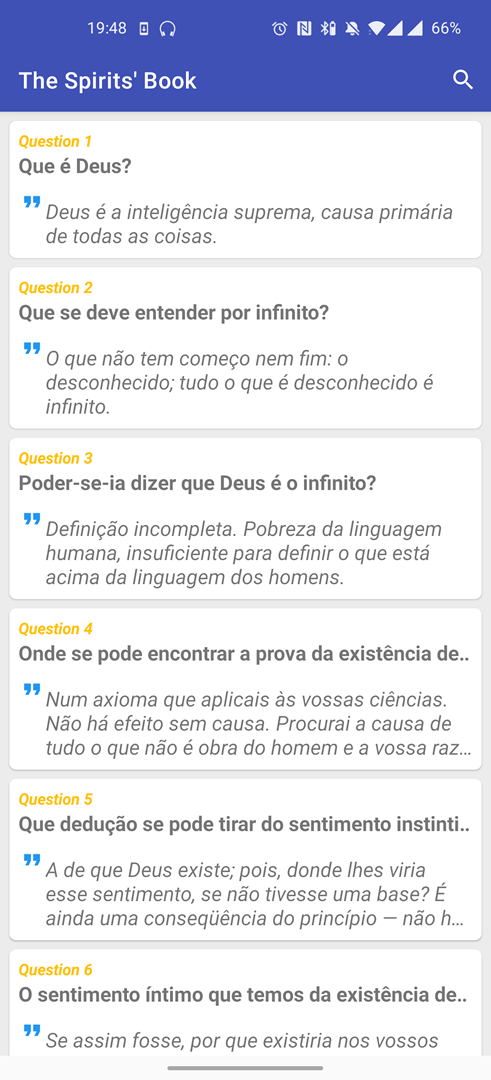 19:48
66%
The Spirits' Book
Question 1
Que é Deus?
Deus é a inteligência suprema, causa primária
de todas as coisas.
Question 2
Que se deve entender por infinito?
O que não tem começo nem fim: o
desconhecido; tudo o que é desconhecido é
infinito.
Question 3
Poder-se-ia dizer que Deus é o infinito?
Definição incompleta. Pobreza da linguagem
humana, insuficiente para definir o que está
acima da linguagem dos homens.
Question 4
Onde se pode encontrar a prova da existência de..
Num axioma que aplicais às vossas ciências.
Não há efeito sem causa. Procurai a causa de
tudo o que não é obra do homem e a vossa raz...
Question 5
Que dedução se pode tirar do sentimento instinti..
A de que Deus existe; pois, donde lhes viria
esse sentimento, se não tivesse uma base? É
ainda uma conseqüência do princípio — não h...
Question 6
O sentimento íntimo que temos da existência de..
Se assim fosse, por que existiria nos vossos